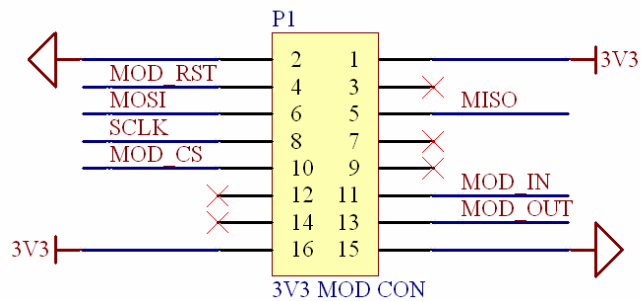 P1
2 1 3V3
MOD_RST 4 3
MOSI 6 5 MISO
SCLK 8 7
MOD_CS 10 9
12 11 MOD_IN
14 13 MOD_OUT
3V3 16 15
3V3 MOD CON